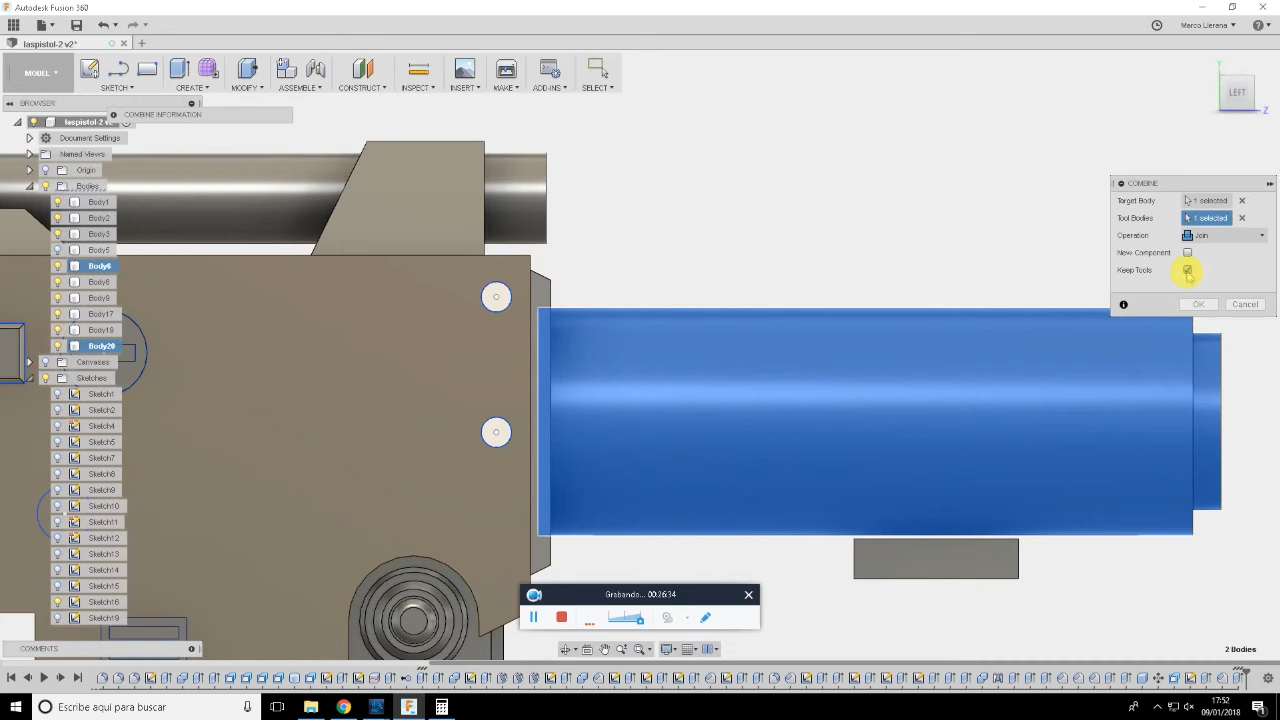 Autodesk Fusion 360
Marco Llerena
laspistol-2 v2*
MODEL
SKETCH
CREATE
MODIFY
ASSEMBLE
CONSTRUCT
INSPECT
INSERT
MAKE
ADD-INS
SELECT
BROWSER
COMBINE INFORMATION
laspistol-2 v2
Document Settings
Named Views
Origin
Bodies
Body1
Body2
Body3
Body5
Body6
Body8
Body9
Body17
Body19
Body20
Canvases
Sketches
Sketch1
Sketch2
Sketch4
Sketch5
Sketch7
Sketch8
Sketch9
Sketch10
Sketch11
Sketch12
Sketch13
Sketch14
Sketch15
Sketch16
Sketch19
COMMENTS
Y
LEFT
Z
COMBINE
Target Body 1 selected
Tool Bodies 1 selected
Operation Join
New Component
Keep Tools
OK Cancel
Grabando... 00:26:34
2 Bodies
Escribe aquí para buscar
17:52
09/01/2018